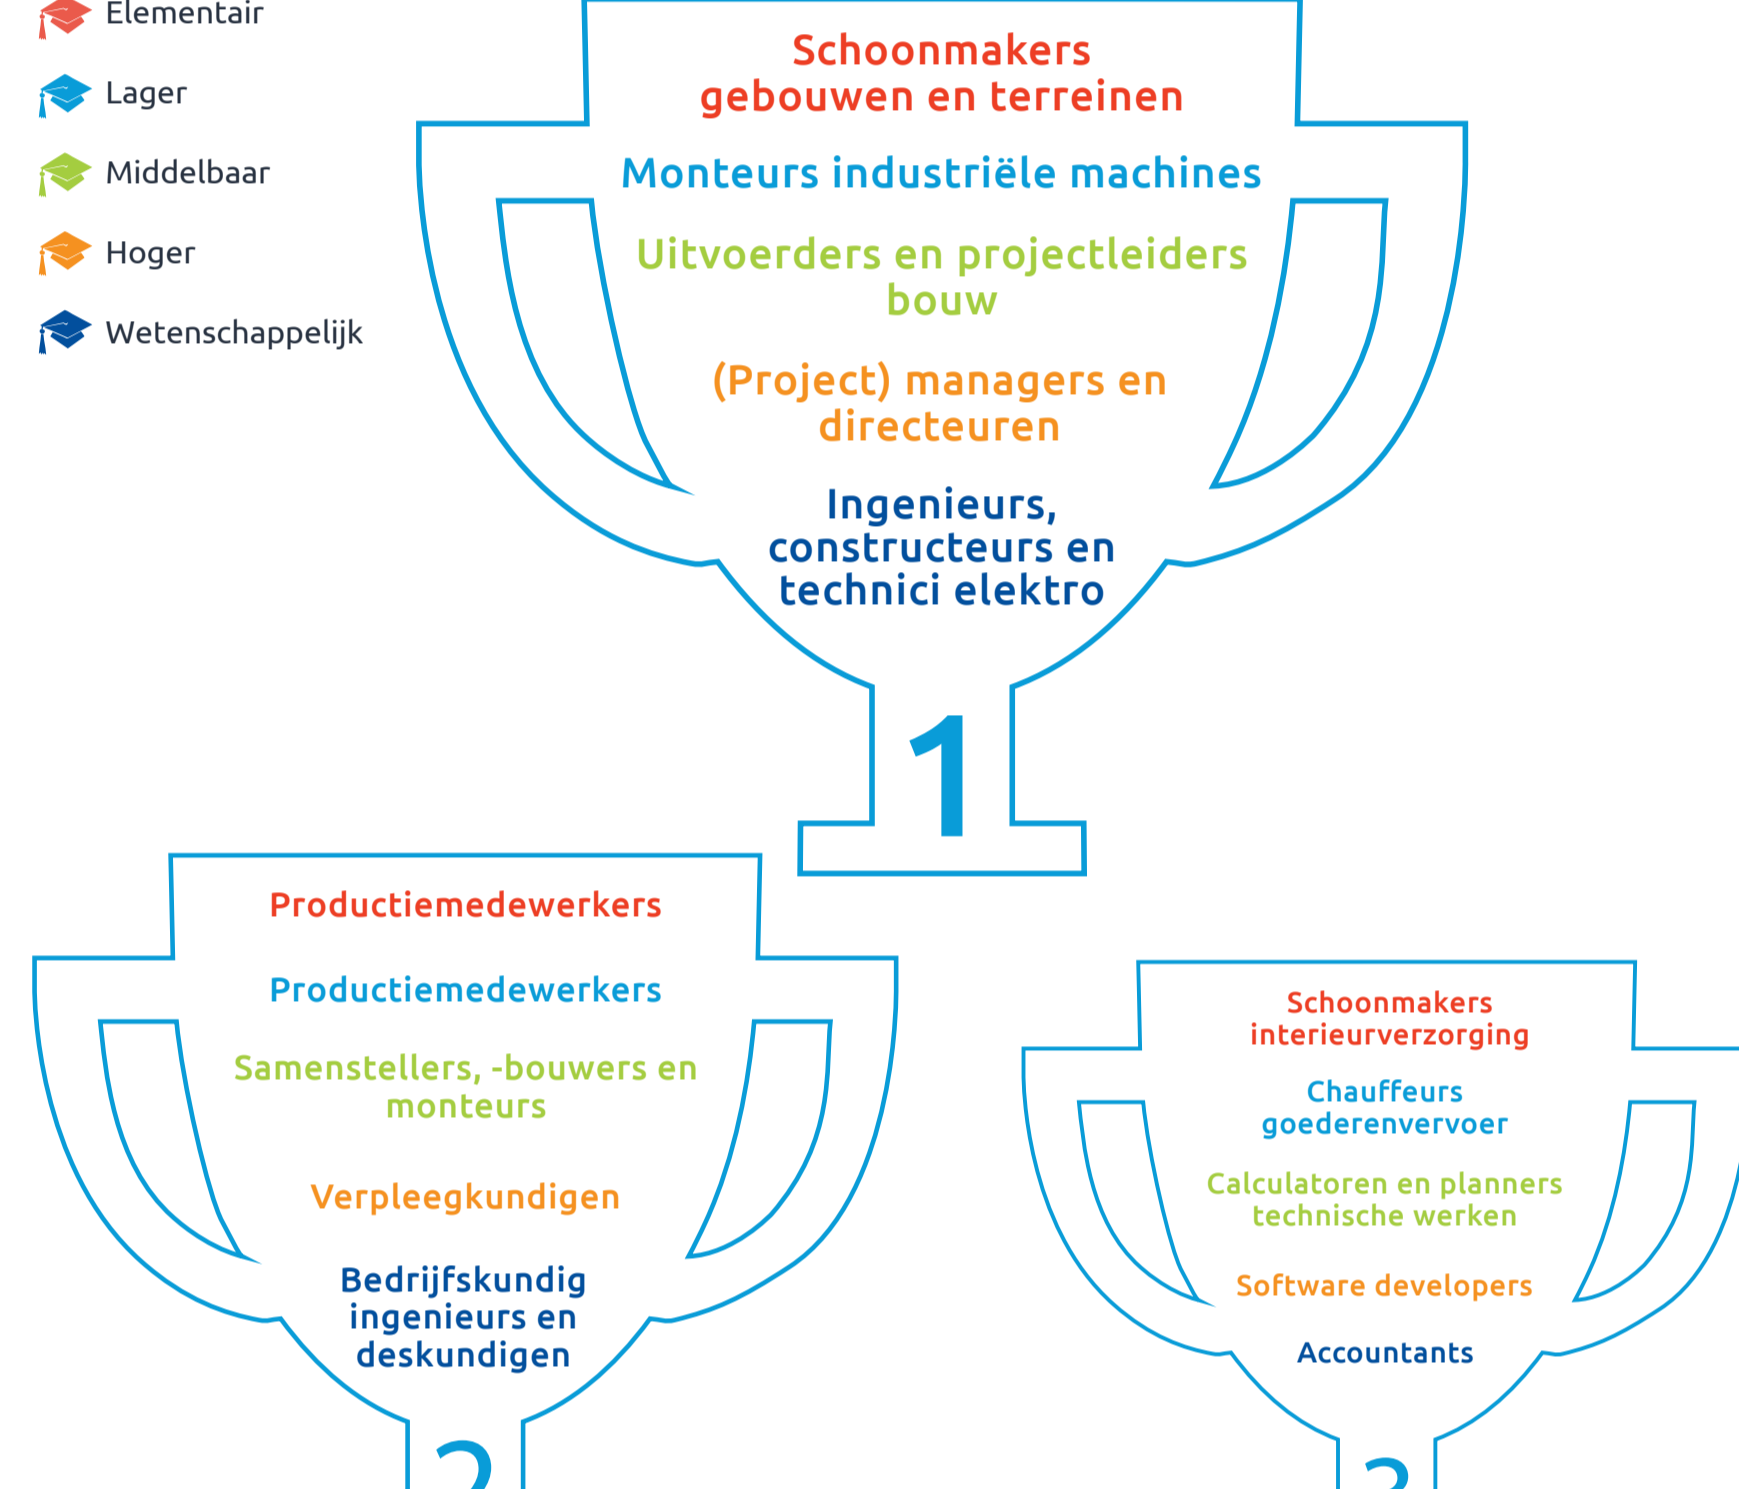 Elementair
Lager
Middelbaar
Hoger
Wetenschappelijk
Schoonmakers
gebouwen en terreinen
Monteurs industriële machines
Uitvoerders en projectleiders
bouw
(Project) managers en
directeuren
Ingenieurs,
constructeurs en
technici elektro
1
Productiemedewerkers
Productiemedewerkers
Samenstellers, -bouwers en
monteurs
Verpleegkundigen
Bedrijfskundig
ingenieurs en
deskundigen
2
Schoonmakers
interieurverzorging
Chauffeurs
goederenvervoer
Calculatoren en planners
technische werken
Software developers
Accountants
3